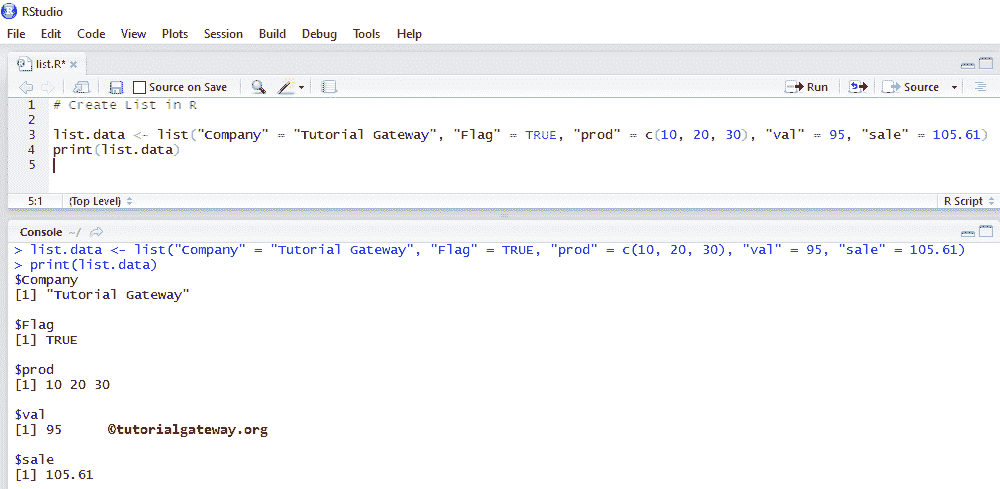 RStudio
File Edit Code View Plots Session Build Debug Tools Help
list.R*
Source on Save Run Source
1 # Create List in R
2
3 list.data <- list("Company" = "Tutorial Gateway", "Flag" = TRUE, "prod" = c(10, 20, 30), "val" = 95, "sale" = 105.61)
4 print(list.data)
5
5:1 (Top Level) R Script
Console ~/
> list.data <- list("Company" = "Tutorial Gateway", "Flag" = TRUE, "prod" = c(10, 20, 30), "val" = 95, "sale" = 105.61)
> print(list.data)
$Company
[1] "Tutorial Gateway"
$Flag
[1] TRUE
$prod
[1] 10 20 30
$val
[1] 95 ©tutorialgateway.org
$sale
[1] 105.61